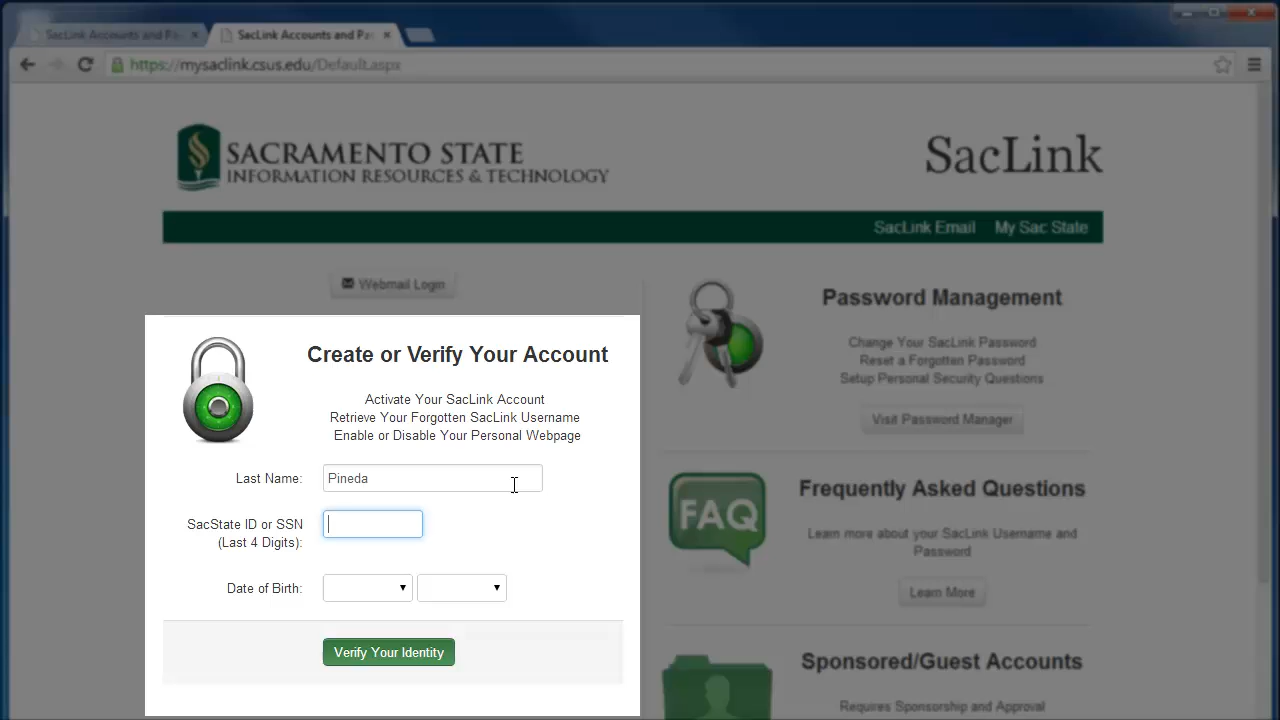 SacLink Accounts and Pa
SacLink Accounts and Pa
https://mysaclink.csus.edu/Default.aspx
SACRAMENTO STATE
INFORMATION RESOURCES & TECHNOLOGY
SacLink
SacLink Email My Sac State
Webmail Login
Create or Verify Your Account
Activate Your SacLink Account
Retrieve Your Forgotten SacLink Username
Enable or Disable Your Personal Webpage
Last Name: Pineda
SacState ID or SSN
(Last 4 Digits):
Date of Birth:
Verify Your Identity
Password Management
Change Your SacLink Password
Reset a Forgotten Password
Setup Personal Security Questions
Visit Password Manager
FAQ
Frequently Asked Questions
Learn more about your SacLink Username and
Password
Learn More
Sponsored/Guest Accounts
Requires Sponsorship and Approval